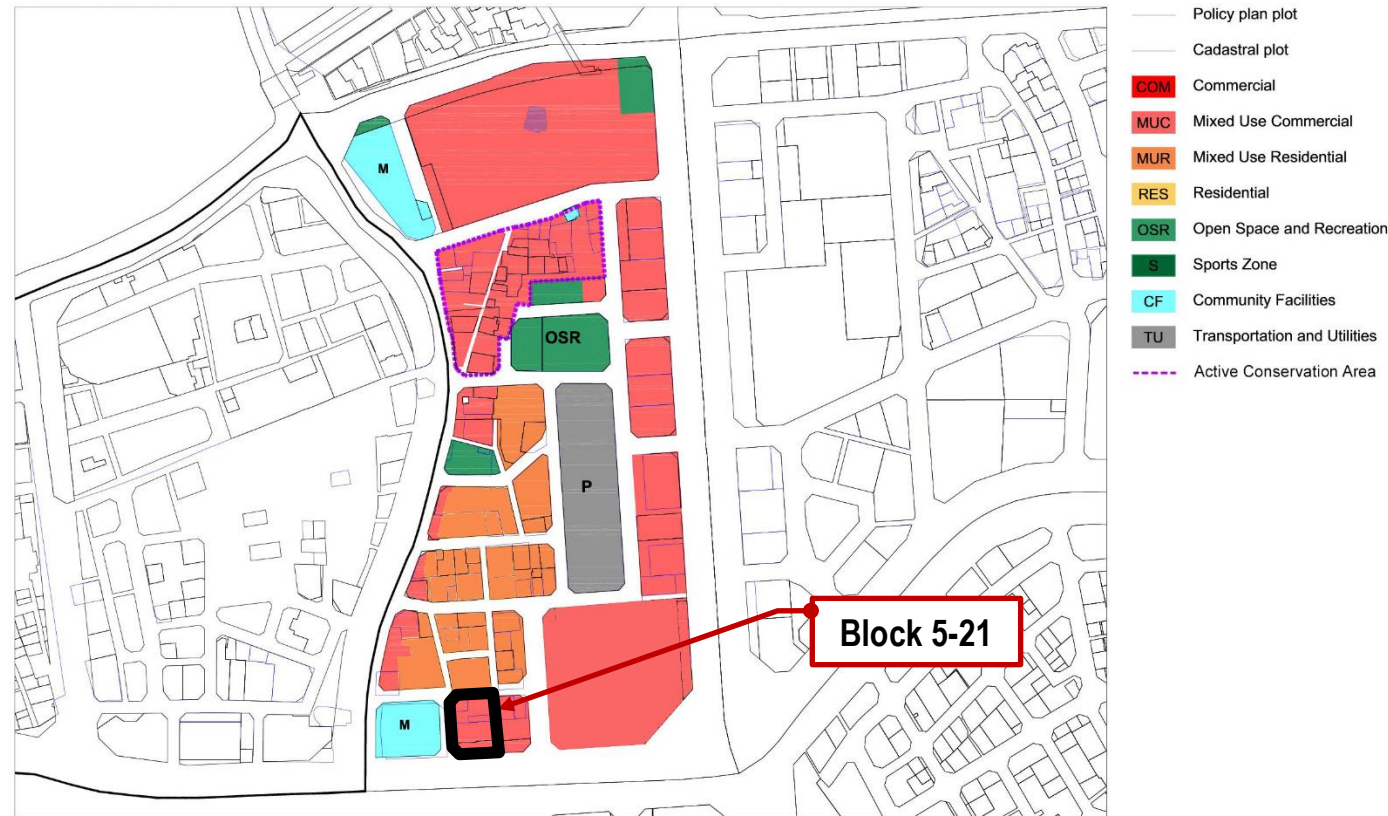 Policy plan plot
Cadastral plot
COM Commercial
MUC Mixed Use Commercial
MUR Mixed Use Residential
RES Residential
OSR Open Space and Recreation
S Sports Zone
CF Community Facilities
TU Transportation and Utilities
Active Conservation Area
M
OSR
P
Block 5-21
M